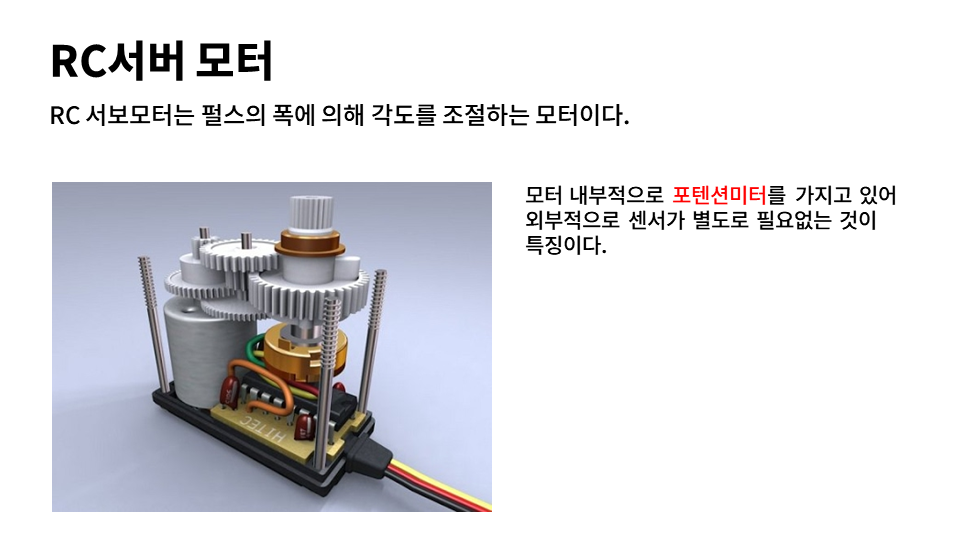 RC서버 모터
RC 서보모터는 펄스의 폭에 의해 각도를 조절하는 모터이다.
모터 내부적으로 포텐션미터를 가지고 있어
외부적으로 센서가 별도로 필요없는 것이
특징이다.
HITEC